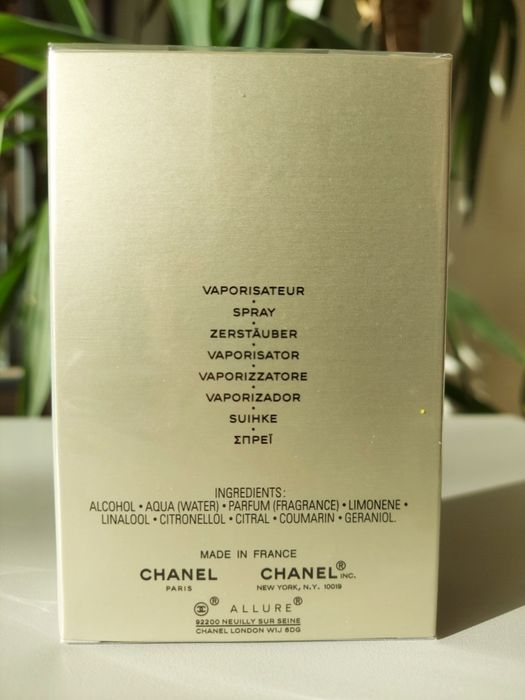 VAPORISATEUR
•
SPRAY
•
ZERSTÄUBER
•
VAPORISATOR
•
VAPORIZZATORE
•
VAPORIZADOR
•
SUIHKE
•
ΣΠΡΕΪ
INGREDIENTS:
ALCOHOL • AQUA (WATER) • PARFUM (FRAGRANCE) • LIMONENE •
LINALOOL • CITRONELLOL • CITRAL • COUMARIN • GERANIOL.
MADE IN FRANCE
CHANEL CHANEL® INC.
PARIS NEW YORK, N.Y. 10019
® ALLURE®
92200 NEUILLY SUR SEINE
CHANEL LONDON W1J 6DG